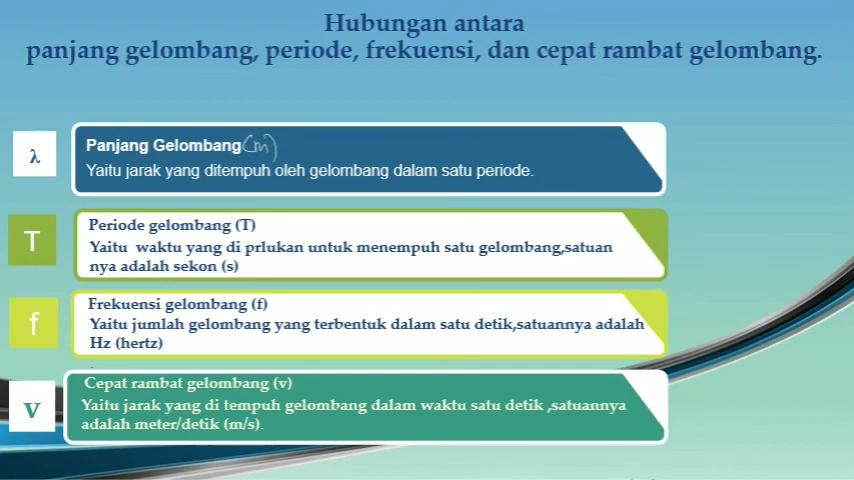 Hubungan antara
panjang gelombang, periode, frekuensi, dan cepat rambat gelombang.
λ
Panjang Gelombang (m)
Yaitu jarak yang ditempuh oleh gelombang dalam satu periode.
T
Periode gelombang (T)
Yaitu waktu yang di prlukan untuk menempuh satu gelombang,satuan
nya adalah sekon (s)
f
Frekuensi gelombang (f)
Yaitu jumlah gelombang yang terbentuk dalam satu detik,satuannya adalah
Hz (hertz)
v
Cepat rambat gelombang (v)
Yaitu jarak yang di tempuh gelombang dalam waktu satu detik ,satuannya
adalah meter/detik (m/s).